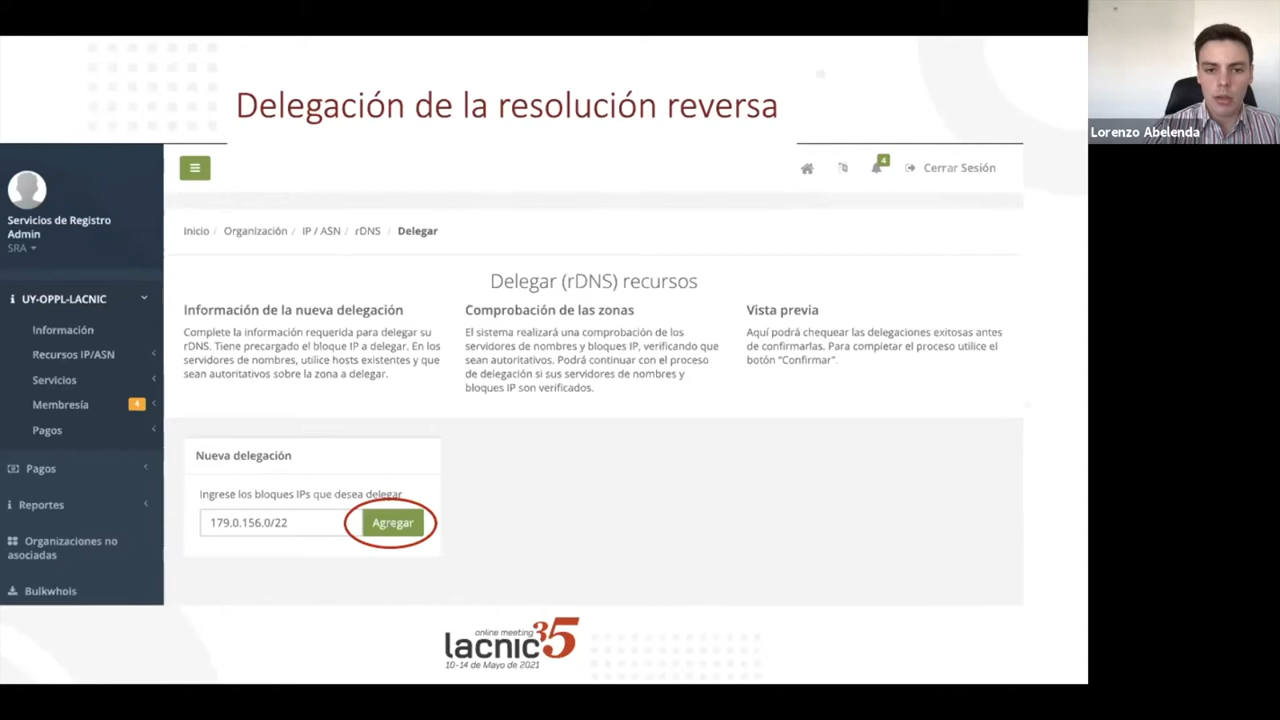 Delegación de la resolución reversa
Lorenzo Abelenda
4
Cerrar Sesión
Servicios de Registro
Admin
SRA
UY-OPPL-LACNIC
Información
Recursos IP/ASN
Servicios
Membresía 4
Pagos
Pagos
Reportes
Organizaciones no
asociadas
Bulkwhois
Inicio / Organización / IP / ASN / rDNS / Delegar
Delegar (rDNS) recursos
Información de la nueva delegación
Complete la información requerida para delegar su
rDNS. Tiene precargado el bloque IP a delegar. En los
servidores de nombres, utilice hosts existentes y que
sean autoritativos sobre la zona a delegar.
Comprobación de las zonas
El sistema realizará una comprobación de los
servidores de nombres y bloques IP, verificando que
sean autoritativos. Podrá continuar con el proceso
de delegación si sus servidores de nombres y
bloques IP son verificados.
Vista previa
Aquí podrá chequear las delegaciones exitosas antes
de confirmarlas. Para completar el proceso utilice el
botón “Confirmar”.
Nueva delegación
Ingrese los bloques IPs que desea delegar
179.0.156.0/22 Agregar
online meeting
lacnic 35
10-14 de Mayo de 2021